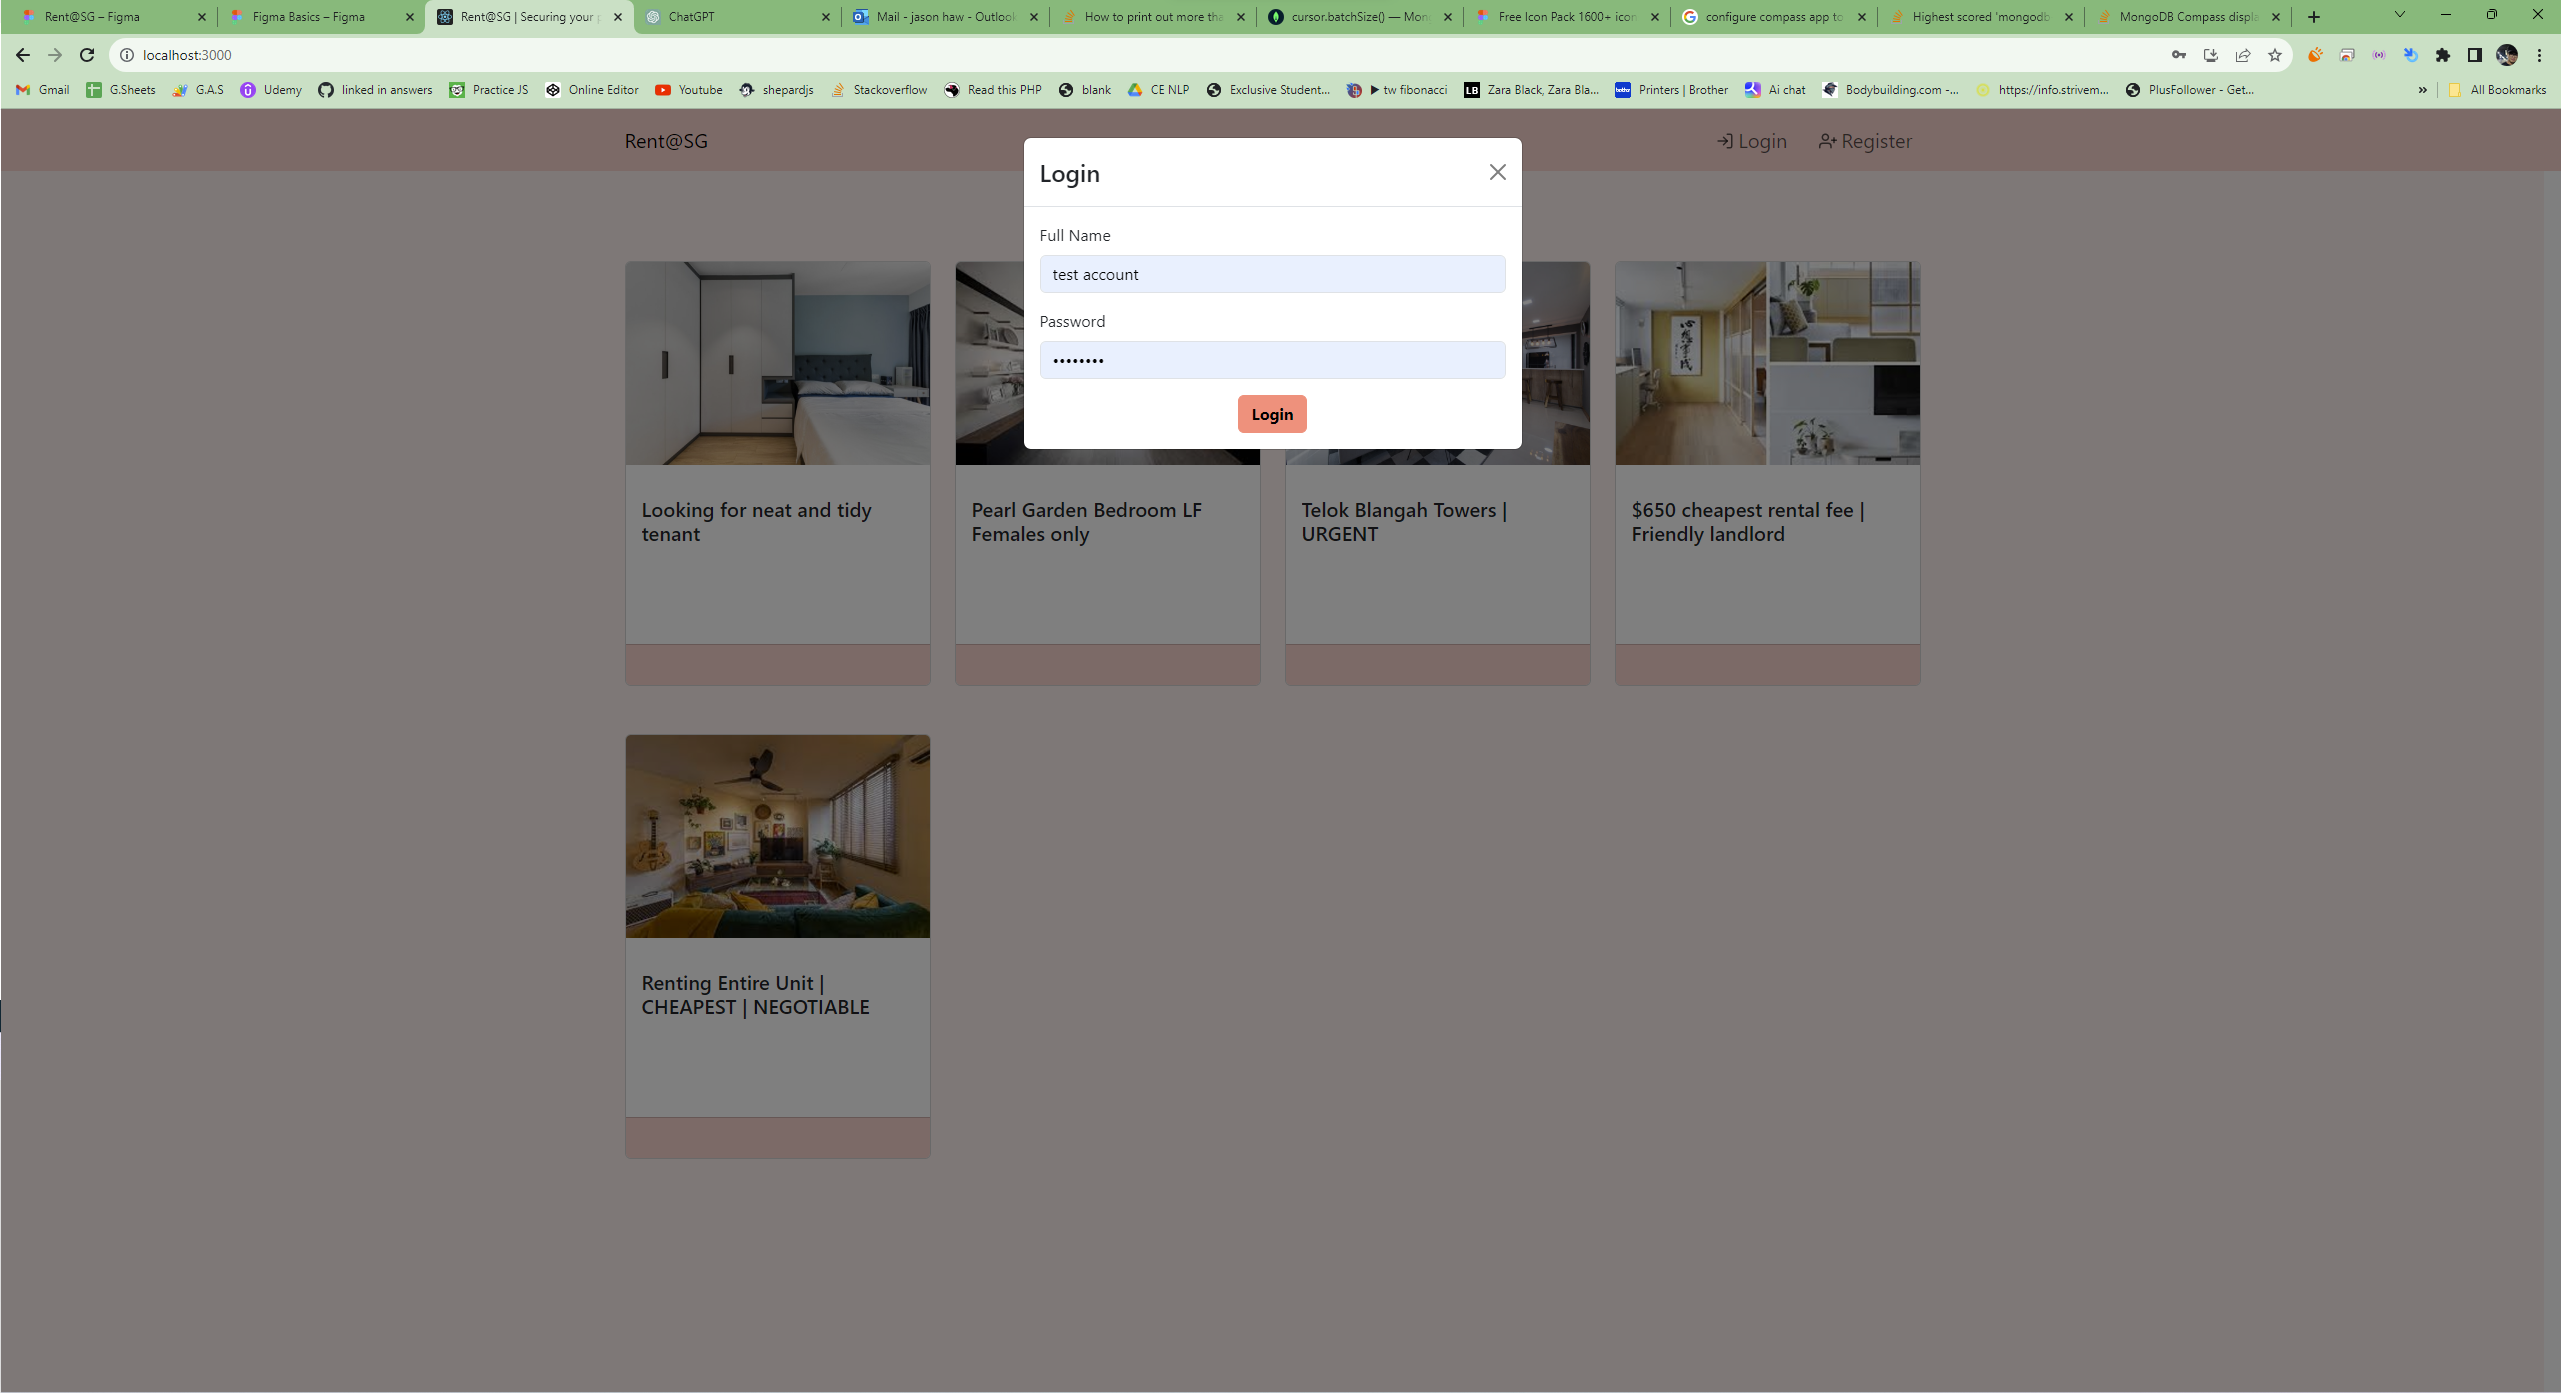 Rent@SG – Figma
Figma Basics – Figma
Rent@SG | Securing your
ChatGPT
Mail - jason haw - Outlook
How to print out more tha
cursor.batchSize() — Mon
Free Icon Pack 1600+ icon
configure compass app to
Highest scored 'mongodb
MongoDB Compass displa
localhost:3000
Gmail
G.Sheets
G.A.S
Udemy
linked in answers
Practice JS
Online Editor
Youtube
shepardjs
Stackoverflow
Read this PHP
blank
CE NLP
Exclusive Student...
▶ tw fibonacci
LB
Zara Black, Zara Bla...
brother
Printers | Brother
Ai chat
Bodybuilding.com -...
https://info.strivem...
PlusFollower - Get...
»
All Bookmarks
Rent@SG
Login
Register
Login
Full Name
test account
Password
••••••••
Login
Looking for neat and tidy
tenant
Pearl Garden Bedroom LF
Females only
Telok Blangah Towers |
URGENT
$650 cheapest rental fee |
Friendly landlord
Renting Entire Unit |
CHEAPEST | NEGOTIABLE